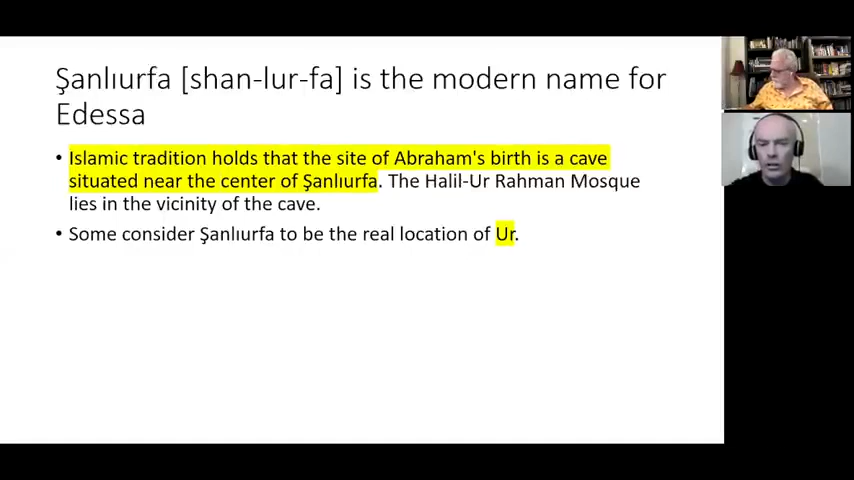 Şanlıurfa [shan-lur-fa] is the modern name for
Edessa
• Islamic tradition holds that the site of Abraham's birth is a cave
situated near the center of Şanlıurfa. The Halil-Ur Rahman Mosque
lies in the vicinity of the cave.
• Some consider Şanlıurfa to be the real location of Ur.